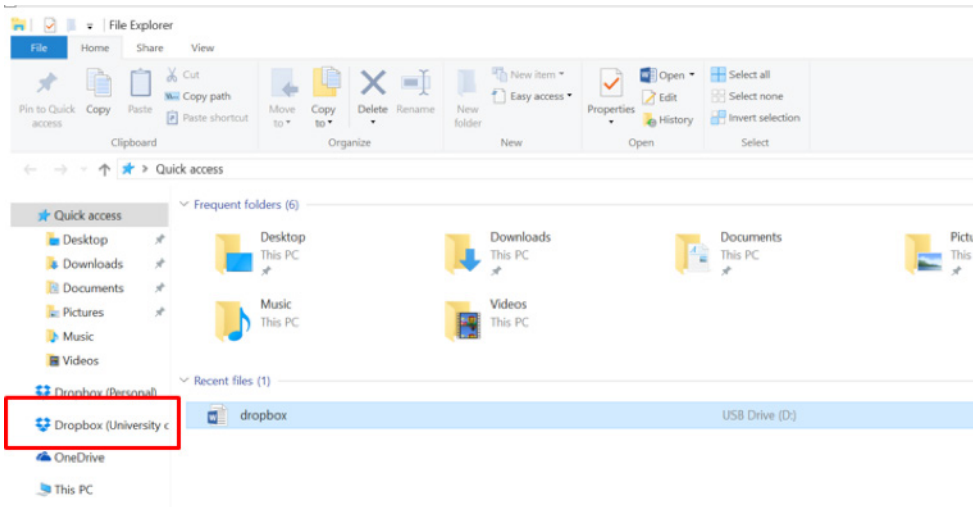 File Explorer
File Home Share View
Pin to Quick access
Copy
Paste
Cut
Copy path
Paste shortcut
Clipboard
Move to
Copy to
Delete
Rename
Organize
New folder
New item
Easy access
New
Properties
Open
Edit
History
Open
Select all
Select none
Invert selection
Select
Quick access
Quick access
Desktop
Downloads
Documents
Pictures
Music
Videos
Dropbox (Personal)
Dropbox (University
OneDrive
This PC
Frequent folders (6)
Desktop
This PC
Downloads
This PC
Documents
This PC
Pictu
This
Music
This PC
Videos
This PC
Recent files (1)
dropbox USB Drive (D:)